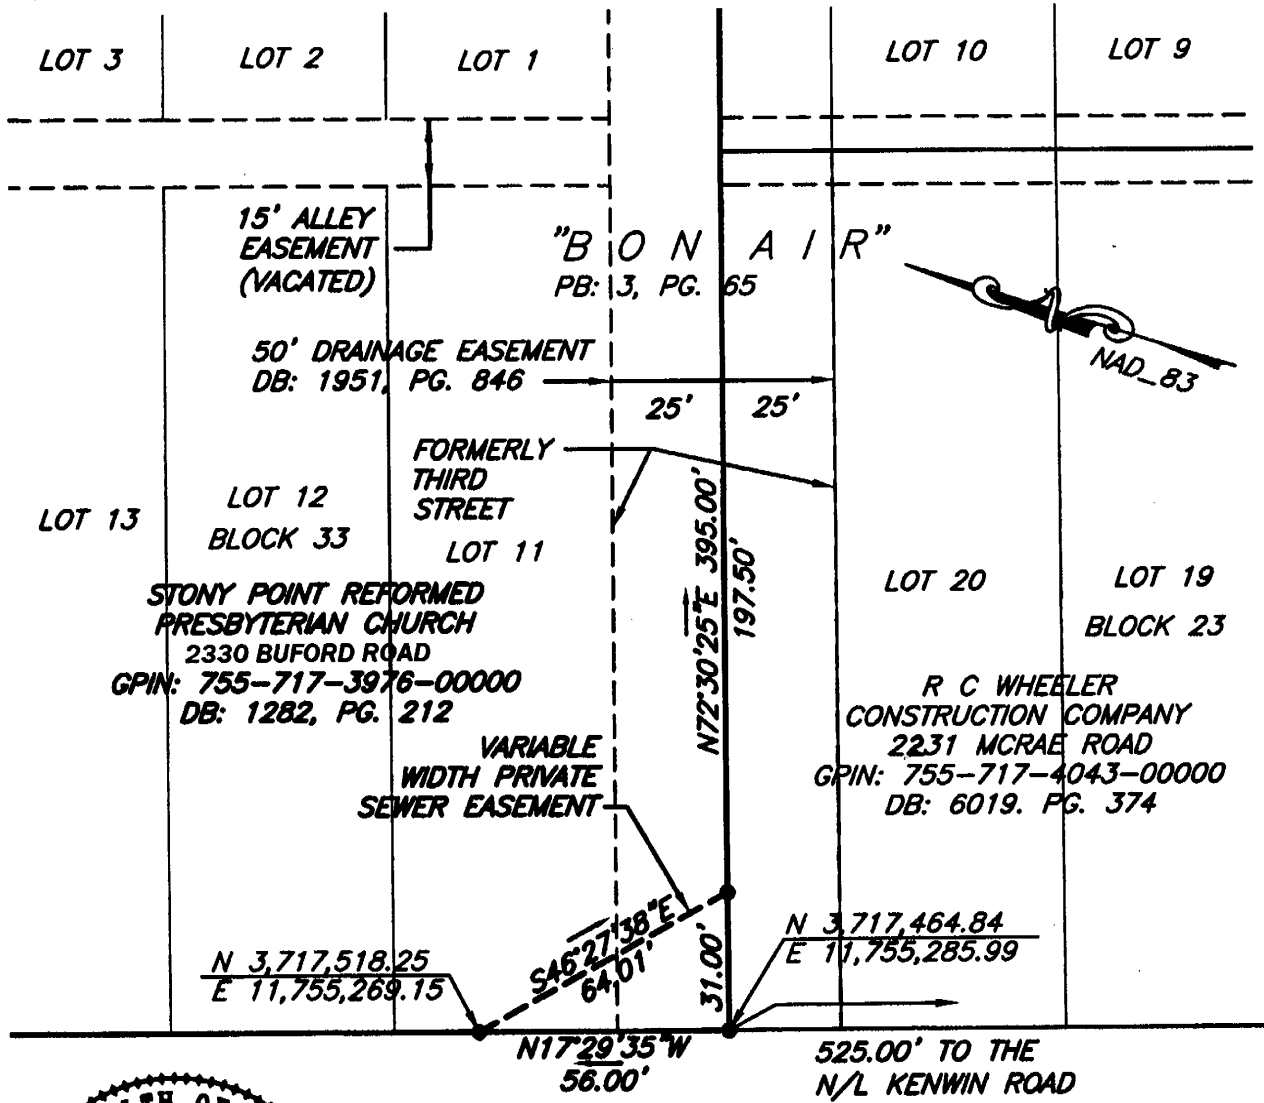 LOT 3
LOT 2
LOT 1
LOT 10
LOT 9
15' ALLEY
EASEMENT
(VACATED)
"BON AIR"
PB: 3, PG. 65
NAD_83
50' DRAINAGE EASEMENT
DB: 1951, PG. 846
25'
25'
FORMERLY
THIRD
STREET
LOT 13
LOT 12
BLOCK 33
LOT 11
N72°30'25"E 395.00'
197.50'
LOT 20
LOT 19
BLOCK 23
STONY POINT REFORMED
PRESBYTERIAN CHURCH
2330 BUFORD ROAD
GPIN: 755-717-3976-00000
DB: 1282, PG. 212
R C WHEELER
CONSTRUCTION COMPANY
2231 MCRAE ROAD
GPIN: 755-717-4043-00000
DB: 6019. PG. 374
VARIABLE
WIDTH PRIVATE
SEWER EASEMENT
S46°27'38"E
64.01'
31.00'
N 3,717,464.84
E 11,755,285.99
N 3,717,518.25
E 11,755,269.15
N17°29'35"W
56.00'
525.00' TO THE
N/L KENWIN ROAD